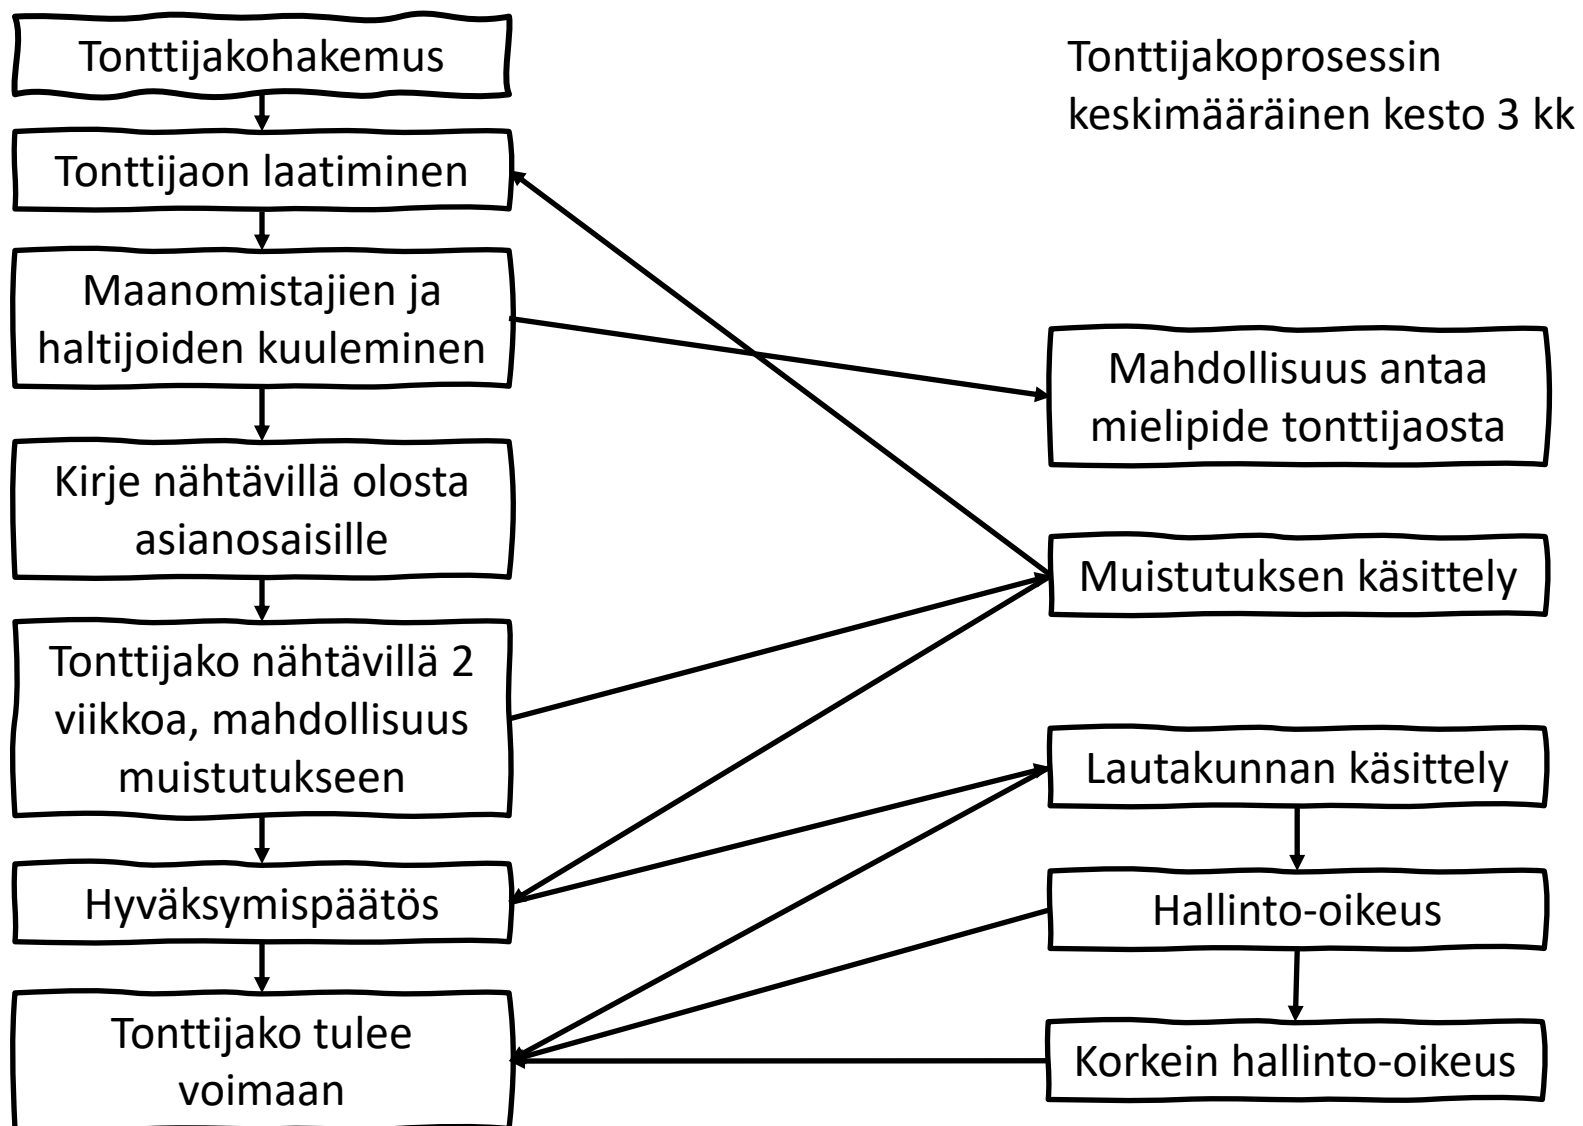 Tonttijakohakemus
Tonttijakoprosessin
keskimääräinen kesto 3 kk
Tonttijaon laatiminen
Maanomistajien ja
haltijoiden kuuleminen
Mahdollisuus antaa
mielipide tonttijaosta
Kirje nähtävillä olosta
asianosaisille
Muistutuksen käsittely
Tonttijako nähtävillä 2
viikkoa, mahdollisuus
muistutukseen
Lautakunnan käsittely
Hyväksymispäätös
Hallinto-oikeus
Tonttijako tulee
voimaan
Korkein hallinto-oikeus